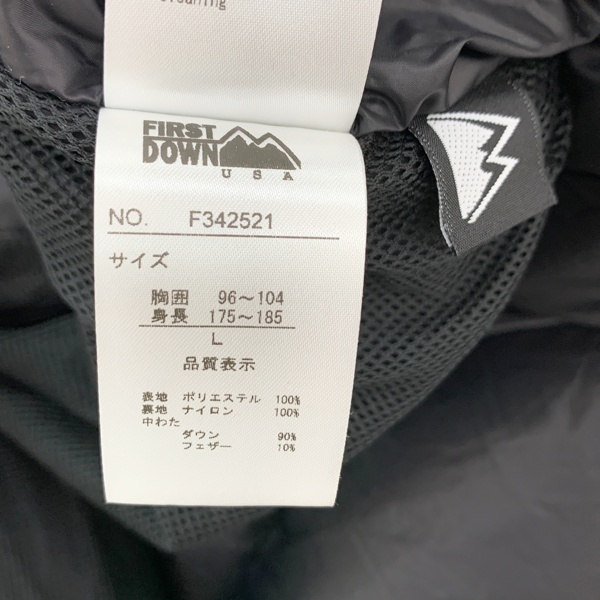 FIRST
DOWN
USA
NO. F342521
サイズ
胸囲 96～104
身長 175～185
L
品質表示
表地 ポリエステル 100%
裏地 ナイロン 100%
中わた
ダウン 90%
フェザー 10%